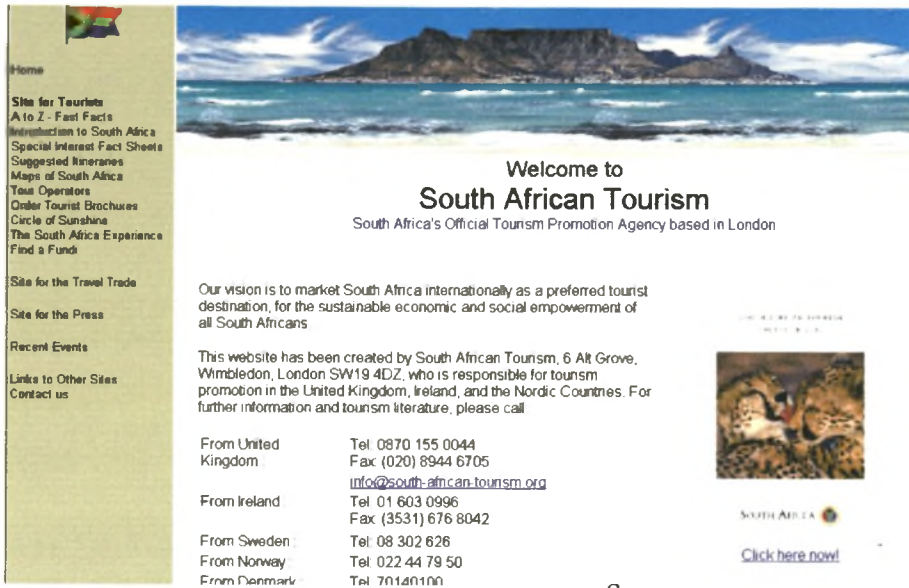 Home
Site for Tourists
A to Z - Fast Facts
Introduction to South Africa
Special Interest Fact Sheets
Suggested Itineraries
Maps of South Africa
Tour Operators
Order Tourist Brochures
Circle of Sunshine
The South Africa Experience
Find a Fundi
Site for the Travel Trade
Site for the Press
Recent Events
Links to Other Sites
Contact us
Welcome to
South African Tourism
South Africa's Official Tourism Promotion Agency based in London
Our vision is to market South Africa internationally as a preferred tourist
destination, for the sustainable economic and social empowerment of
all South Africans
This website has been created by South African Tourism, 6 Alt Grove,
Wimbledon, London SW19 4DZ, who is responsible for tourism
promotion in the United Kingdom, Ireland, and the Nordic Countries. For
further information and tourism literature, please call
From United Kingdom : Tel: 0870 155 0044
Fax: (020) 8944 6705
info@south-african-tourism.org
From Ireland : Tel: 01 603 0996
Fax: (3531) 676 8042
From Sweden : Tel: 08 302 626
From Norway : Tel: 022 44 79 50
From Denmark : Tel: 70140100
SOUTH AFRICA
Click here now!